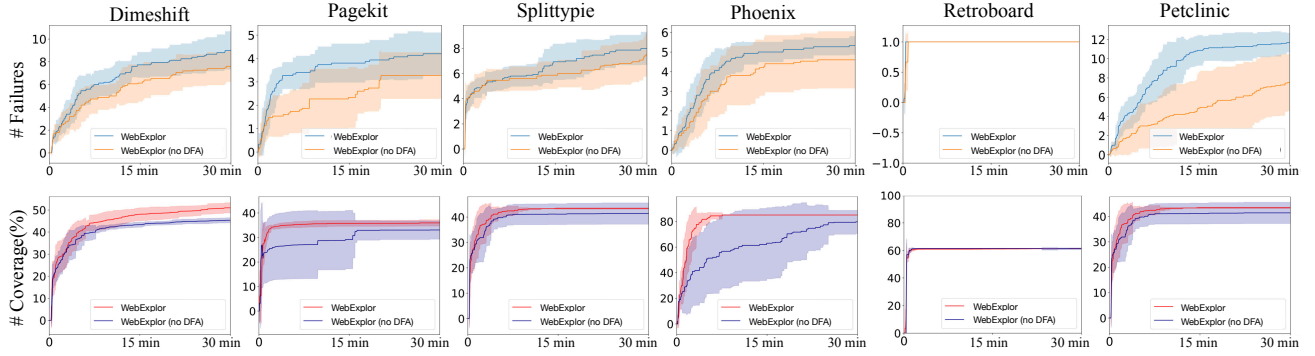 Dimeshift Pagekit Splittypie Phoenix Retroboard Petclinic
# Failures
10
8
6
4
2
0
WebExplor
WebExplor (no DFA)
0 15 min 30 min
5
4
3
2
1
0
WebExplor
WebExplor (no DFA)
0 15 min 30 min
8
6
4
2
0
WebExplor
WebExplor (no DFA)
0 15 min 30 min
6
5
4
3
2
1
0
WebExplor
WebExplor (no DFA)
0 15 min 30 min
1.0
0.5
0.0
−0.5
−1.0
WebExplor
WebExplor (no DFA)
0 15 min 30 min
12
10
8
6
4
2
0
WebExplor
WebExplor (no DFA)
0 15 min 30 min
# Coverage(%)
50
40
30
20
10
0
WebExplor
WebExplor (no DFA)
0 15 min 30 min
40
30
20
10
0
WebExplor
WebExplor (no DFA)
0 15 min 30 min
40
30
20
10
0
WebExplor
WebExplor (no DFA)
0 15 min 30 min
80
60
40
20
0
WebExplor
WebExplor (no DFA)
0 15 min 30 min
100
80
60
40
20
0
WebExplor
WebExplor (no DFA)
0 15 min 30 min
40
30
20
10
0
WebExplor
WebExplor (no DFA)
0 15 min 30 min